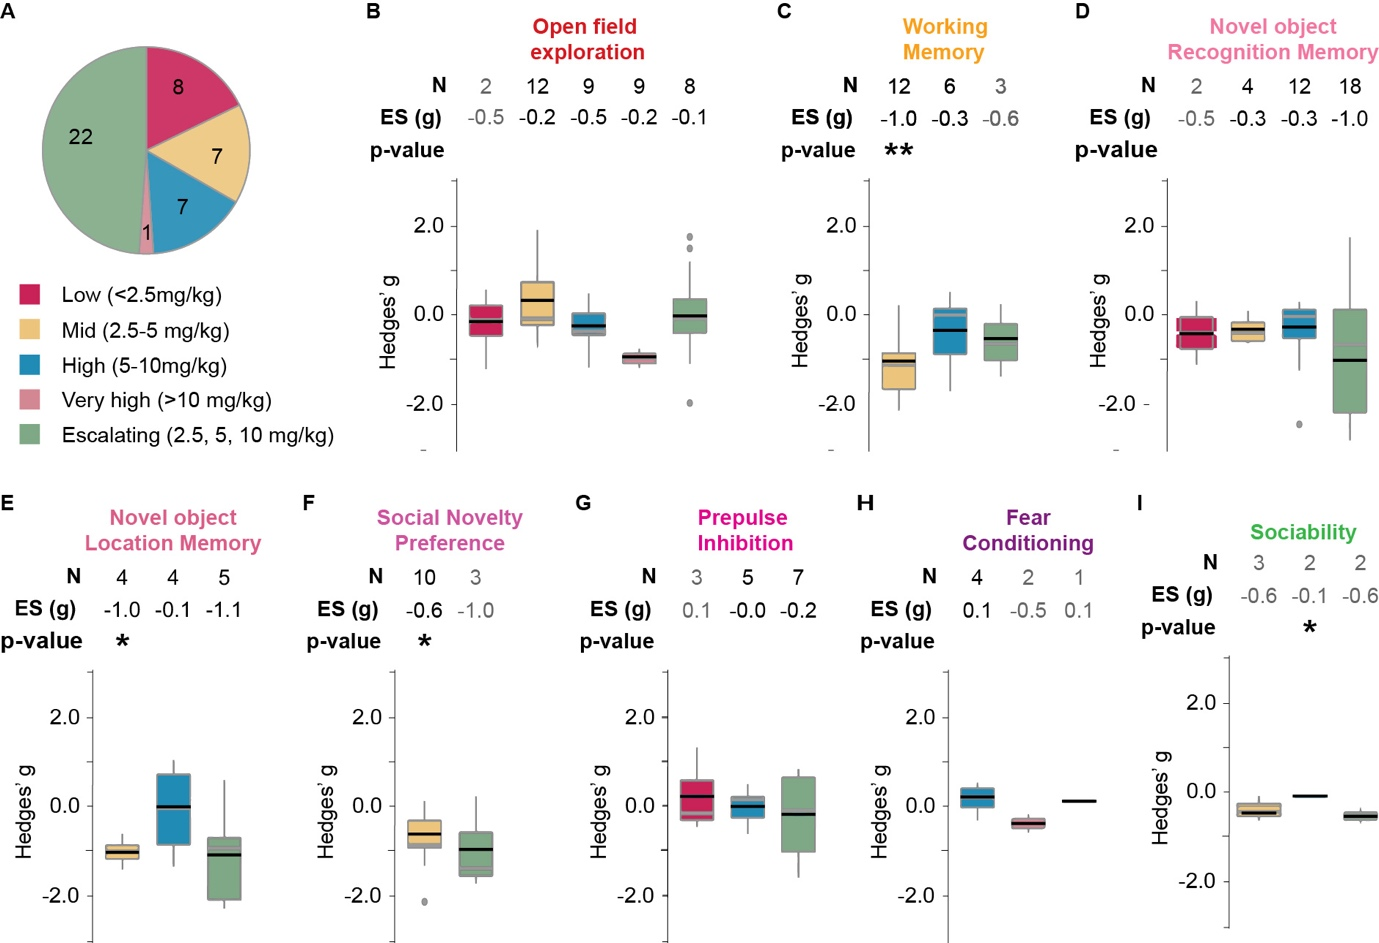 A
22
8
7
7
1
Low (<2.5mg/kg)
Mid (2.5-5 mg/kg)
High (5-10mg/kg)
Very high (>10 mg/kg)
Escalating (2.5, 5, 10 mg/kg)
B
Open field
exploration
N 2 12 9 9 8
ES (g) -0.5 -0.2 -0.5 -0.2 -0.1
p-value
Hedges' g
2.0
0.0
-2.0
C
Working
Memory
N 12 6 3
ES (g) -1.0 -0.3 -0.6
p-value **
Hedges' g
2.0
0.0
-2.0
D
Novel object
Recognition Memory
N 2 4 12 18
ES (g) -0.5 -0.3 -0.3 -1.0
p-value
Hedges' g
2.0
0.0
-2.0
E
Novel object
Location Memory
N 4 4 5
ES (g) -1.0 -0.1 -1.1
p-value *
Hedges' g
2.0
0.0
-2.0
F
Social Novelty
Preference
N 10 3
ES (g) -0.6 -1.0
p-value *
Hedges' g
2.0
0.0
-2.0
G
Prepulse
Inhibition
N 3 5 7
ES (g) 0.1 -0.0 -0.2
p-value
Hedges' g
2.0
0.0
-2.0
H
Fear
Conditioning
N 4 2 1
ES (g) 0.1 -0.5 0.1
p-value
Hedges' g
2.0
0.0
-2.0
I
Sociability
N 3 2 2
ES (g) -0.6 -0.1 -0.6
p-value *
Hedges' g
2.0
0.0
-2.0